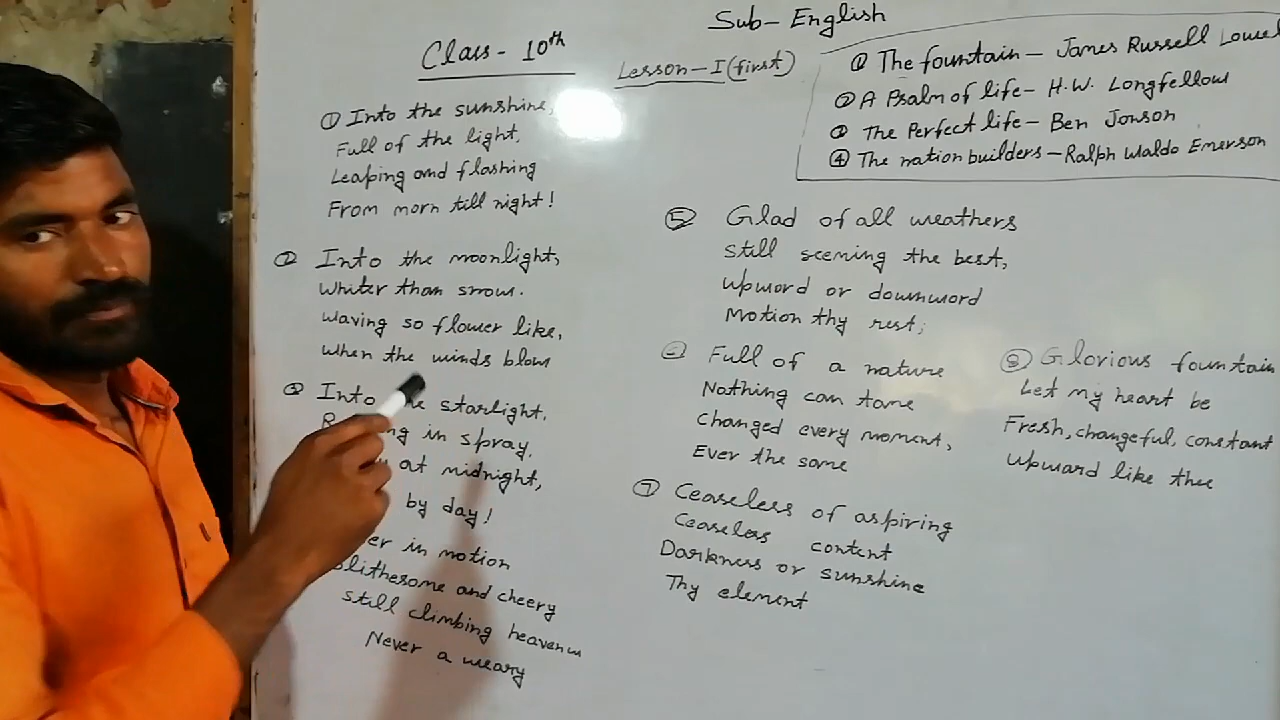 Sub- English
Class- 10th
Lesson-I (first)
① The fountain- James Russell Lowel
② A Psalm of life- H.W. Longfellow
③ The Perfect life- Ben Jonson
④ The nation builders-Ralph Waldo Emerson
① Into the sunshine,
Full of the light,
Leaping and flashing
From morn till night!
② Into the moonlight,
Whiter than snow.
Waving so flower like,
When the winds blow
③ Into the starlight,
in spray,
at midnight,
by day!
in motion
Blithesome and cheery
still climbing heaven
Never a weary
⑤ Glad of all weathers
Still seeming the best,
Upword or downword
Motion thy rest;
⑥ Full of a nature
Nothing can tame
Changed every moment,
Ever the same
⑦ Ceaseless of aspiring
Ceaseless content
Darkness or sunshine
Thy element
⑧ Glorious fountain
Let my heart be
Fresh, changeful, constant
Upward like thee